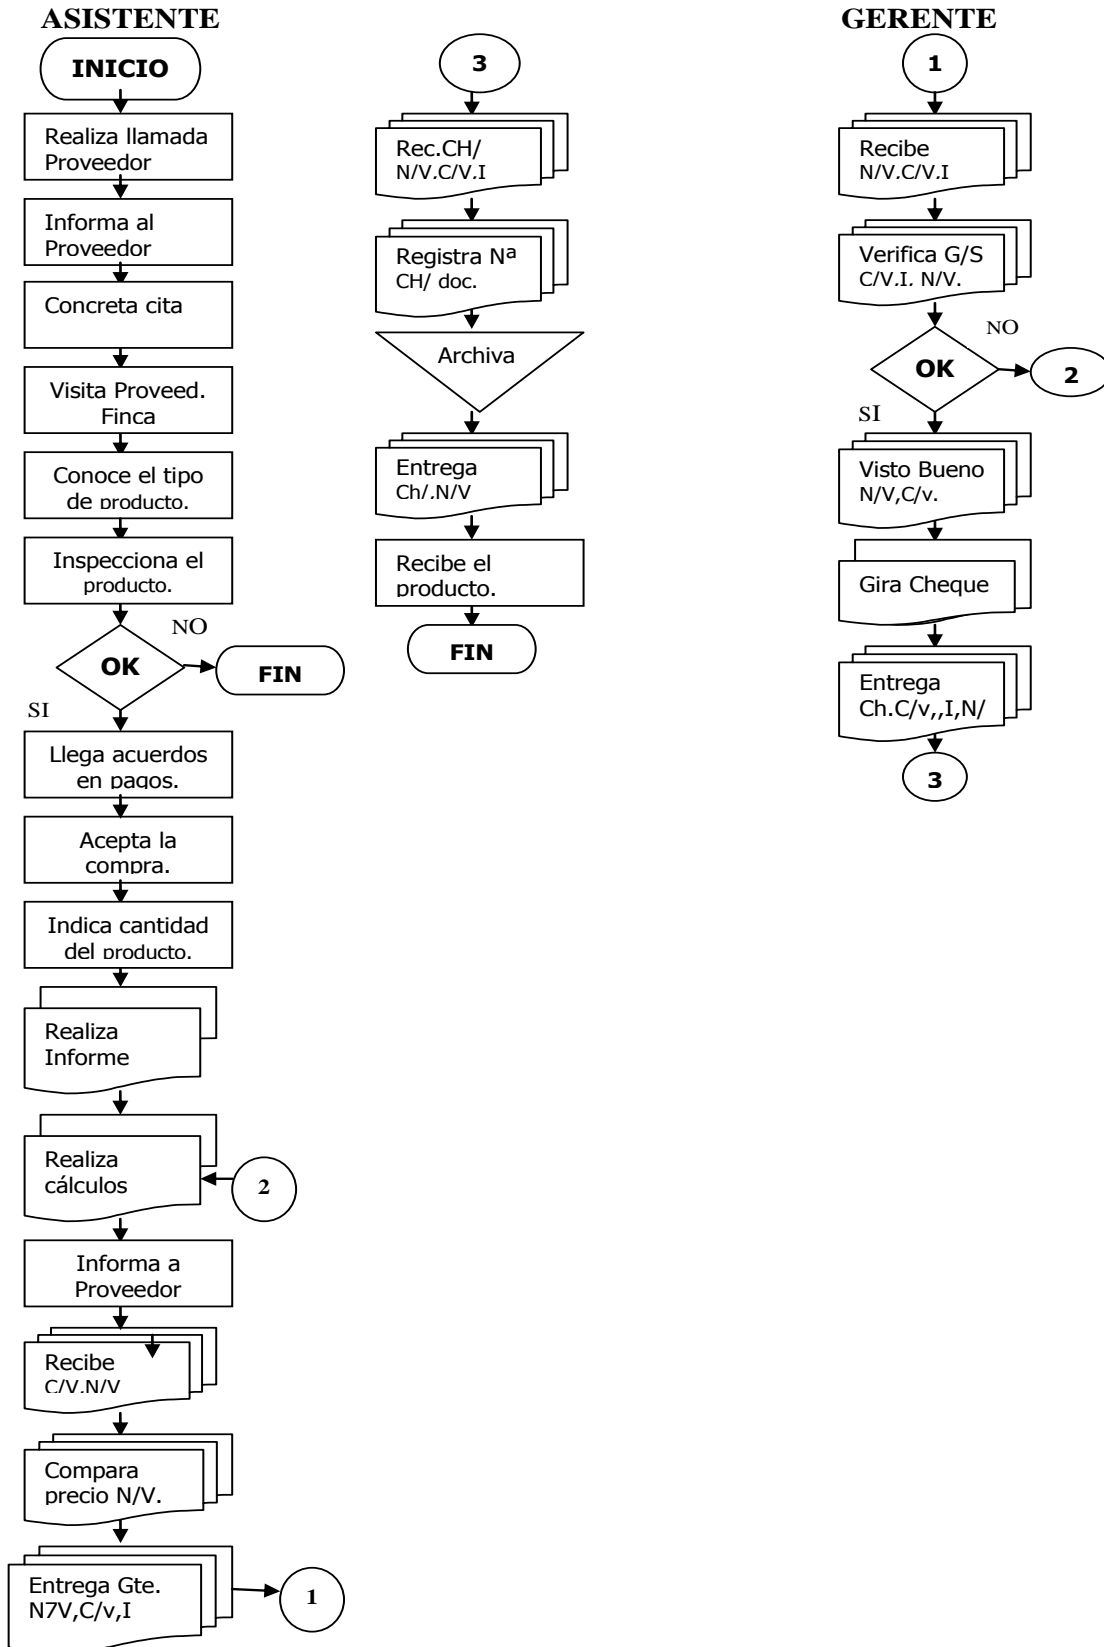 ASISTENTE
INICIO
Realiza llamada
Proveedor
Informa al
Proveedor
Concreta cita
Visita Proveed.
Finca
Conoce el tipo
de producto.
Inspecciona el
producto.
NO
OK
FIN
SI
Llega acuerdos
en pagos.
Acepta la
compra.
Indica cantidad
del producto.
Realiza
Informe
Realiza
cálculos
2
Informa a
Proveedor
Recibe
C/V.N/V
Compara
precio N/V.
Entrega Gte.
N7V,C/v,I
1
3
Rec.CH/
N/V.C/V.I
Registra Nª
CH/ doc.
Archiva
Entrega
Ch/.N/V
Recibe el
producto.
FIN
GERENTE
1
Recibe
N/V.C/V.I
Verifica G/S
C/V.I. N/V.
NO
OK
2
SI
Visto Bueno
N/V,C/v.
Gira Cheque
Entrega
Ch.C/v,,I,N/
3